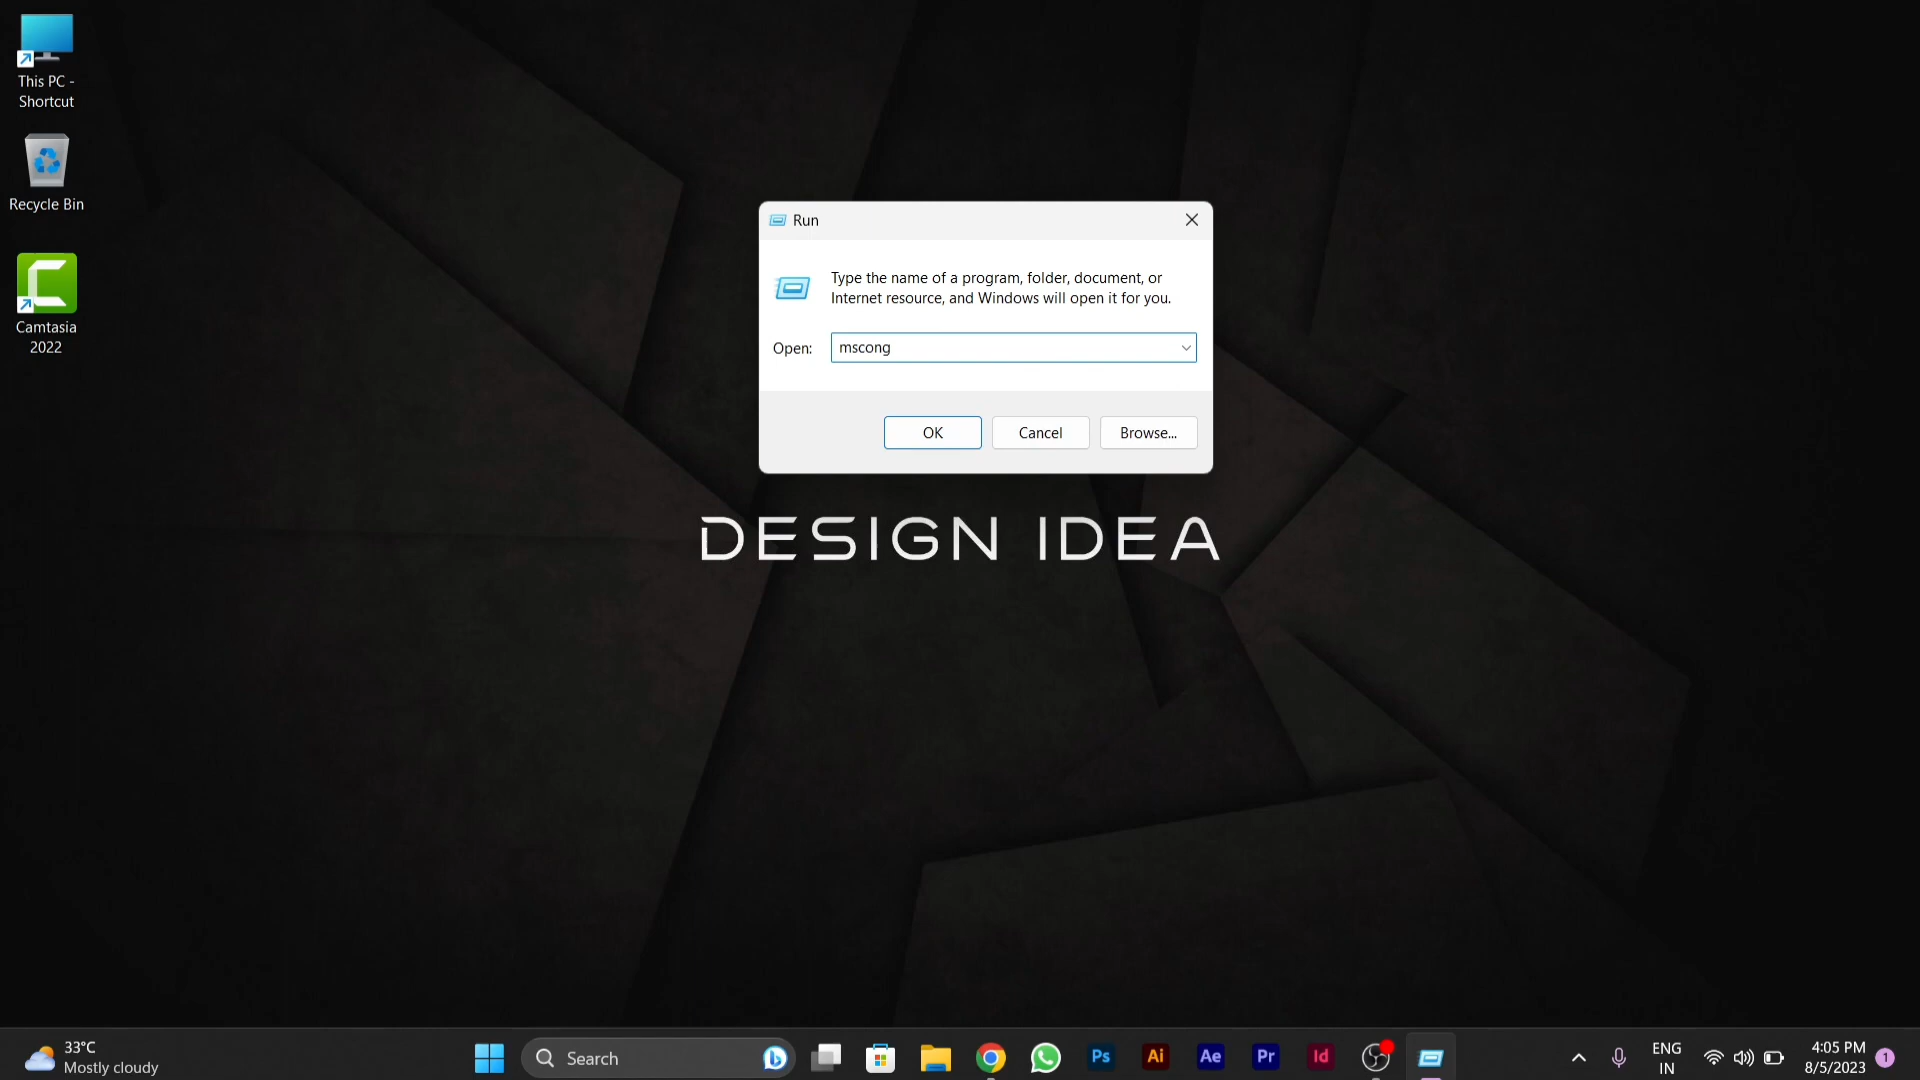 This PC -
Shortcut
Recycle Bin
Camtasia
2022
Run
Type the name of a program, folder, document, or
Internet resource, and Windows will open it for you.
Open: mscong
OK Cancel Browse...
DESIGN IDEA
33°C
Mostly cloudy
Search
Ps Ai Ae Pr Id
ENG
IN
4:05 PM
8/5/2023
1